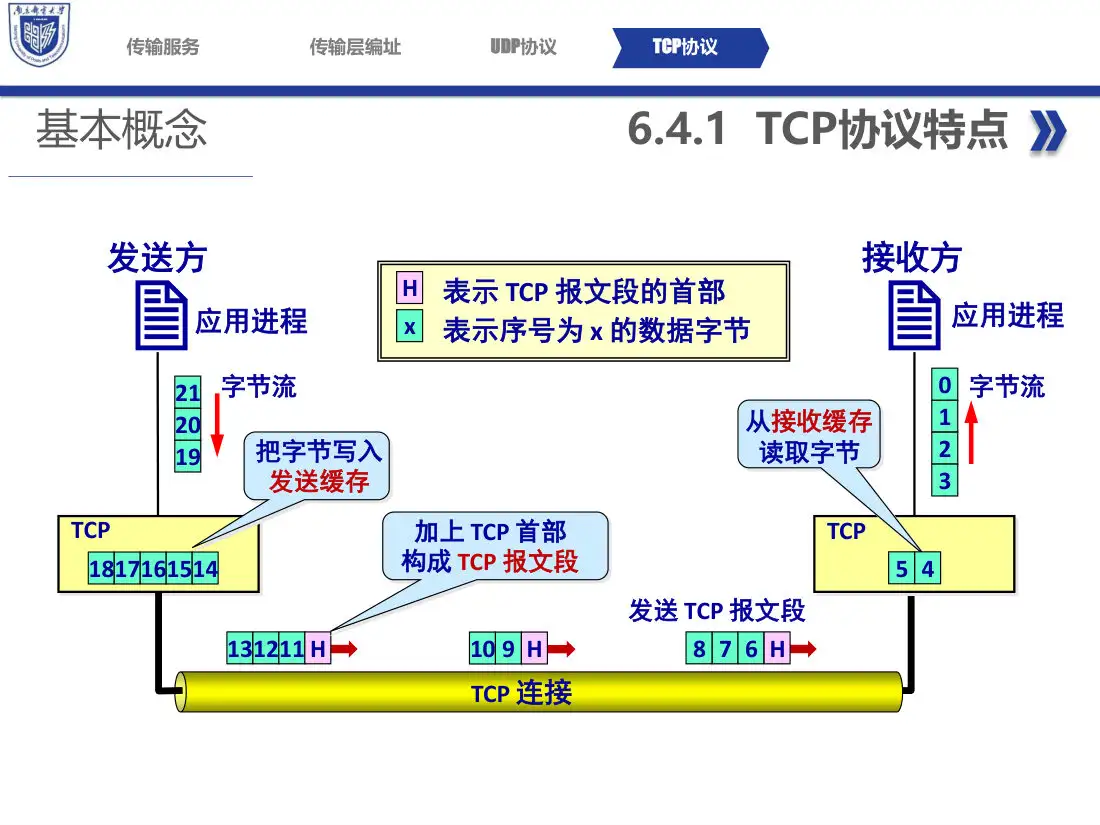 南京邮电大学
传输服务
传输层编址
UDP协议
TCP协议
基本概念
6.4.1 TCP协议特点
发送方
应用进程
接收方
应用进程
H 表示 TCP 报文段的首部
x 表示序号为 x 的数据字节
21
20
19
字节流
把字节写入
发送缓存
0
1
2
3
字节流
从接收缓存
读取字节
TCP
18 17 16 15 14
加上 TCP 首部
构成 TCP 报文段
TCP
5 4
发送 TCP 报文段
13 12 11 H
10 9 H
8 7 6 H
TCP 连接